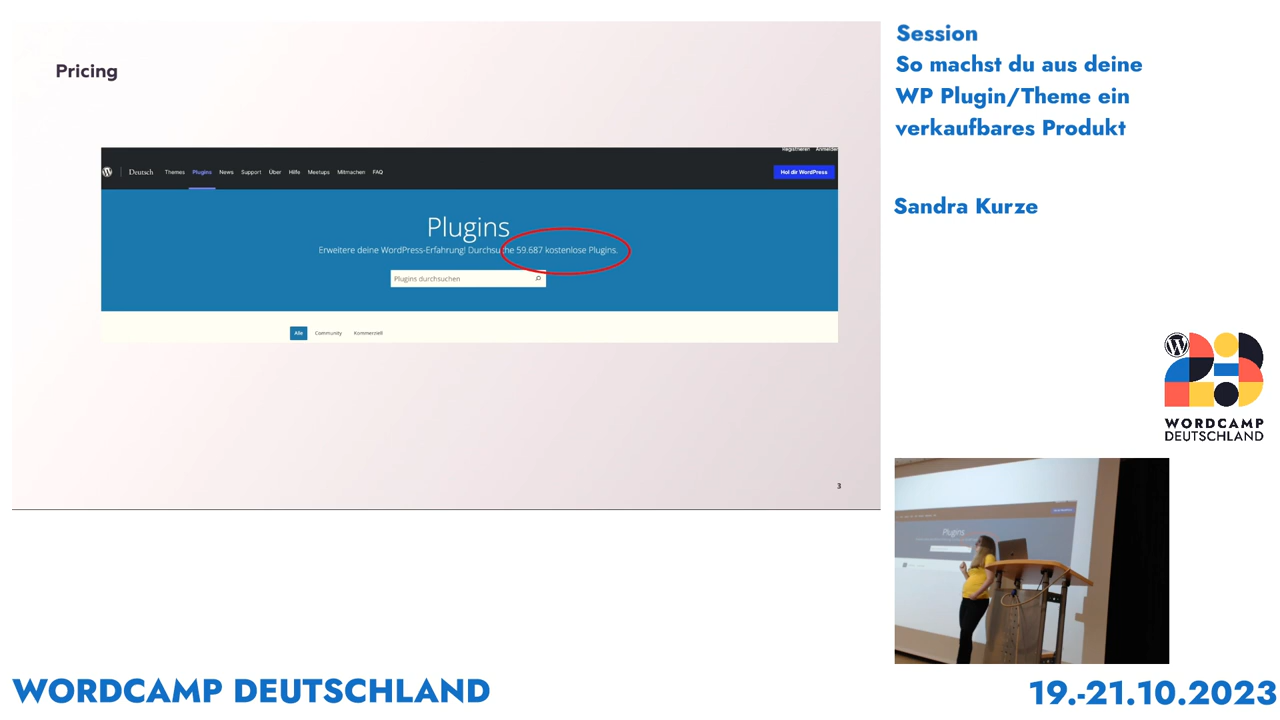 Pricing
Registrieren Anmelden
Deutsch Themes Plugins News Support Über Hilfe Meetups Mitmachen FAQ Hol dir WordPress
Plugins
Erweitere deine WordPress-Erfahrung! Durchsuche 59.687 kostenlose Plugins.
Plugins durchsuchen
Alle Community Kommerziell
3
Session
So machst du aus deine
WP Plugin/Theme ein
verkaufbares Produkt
Sandra Kurze
WORDCAMP
DEUTSCHLAND
Plugins
WORDCAMP DEUTSCHLAND
19.-21.10.2023